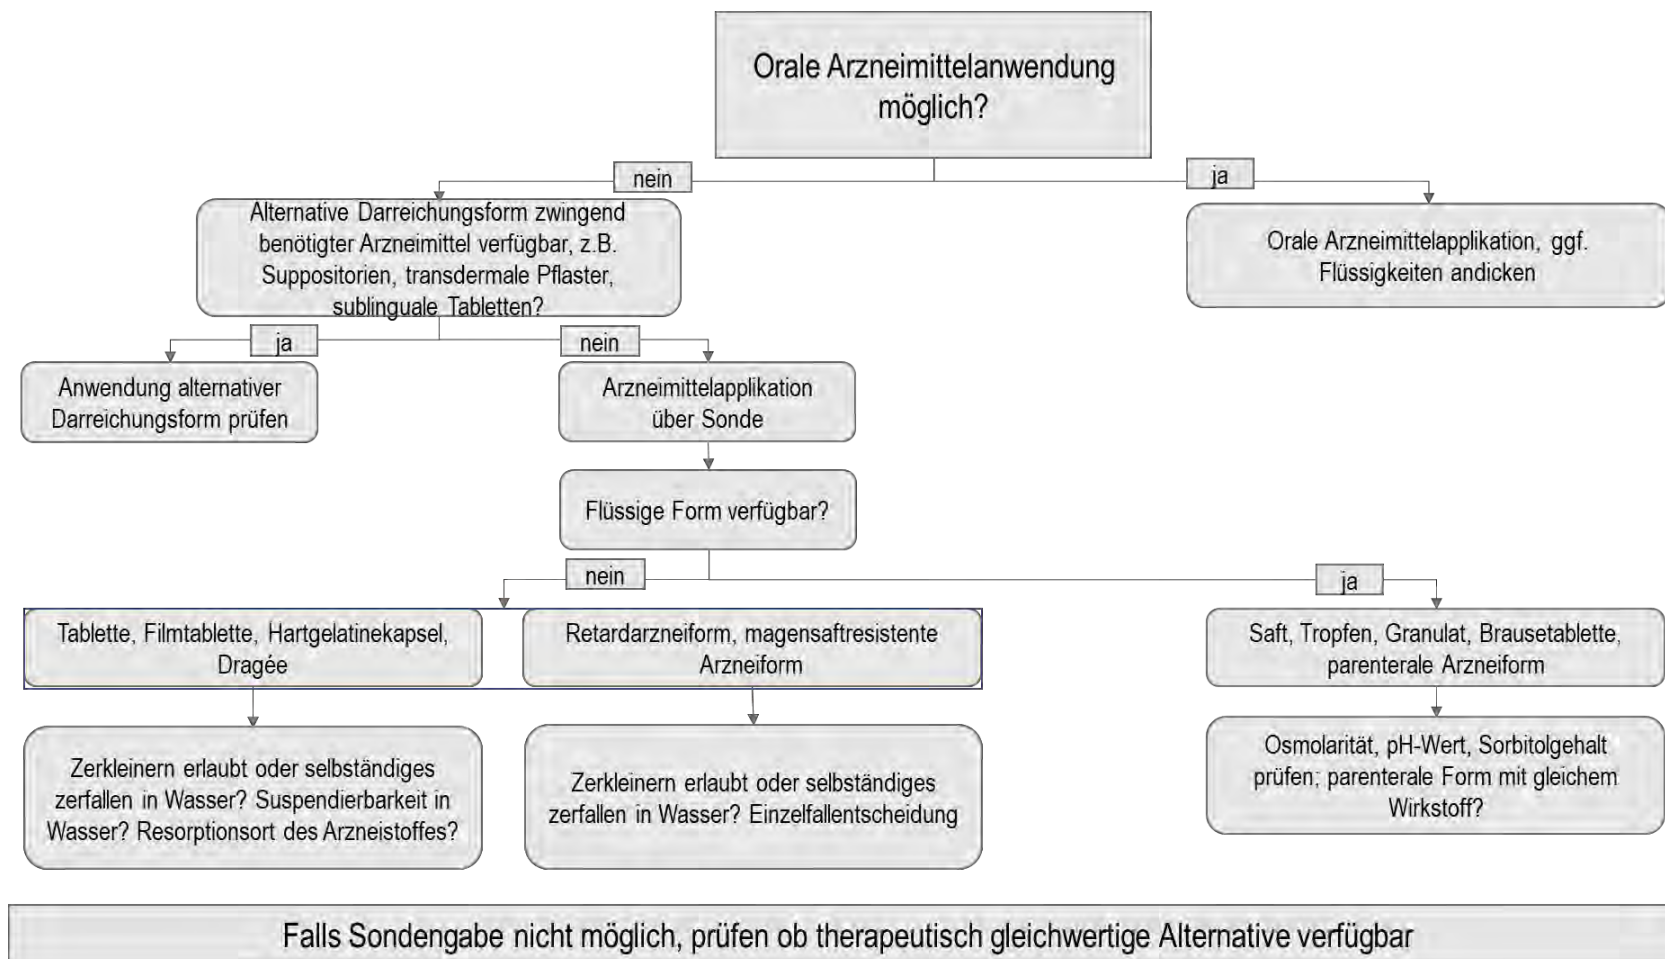 Orale Arzneimittelanwendung
möglich?
nein
ja
Alternative Darreichungsform zwingend
benötigter Arzneimittel verfügbar, z.B.
Suppositorien, transdermale Pflaster,
sublinguale Tabletten?
Orale Arzneimittelapplikation, ggf.
Flüssigkeiten andicken
ja
nein
Anwendung alternativer
Darreichungsform prüfen
Arzneimittelapplikation
über Sonde
Flüssige Form verfügbar?
nein
ja
Tablette, Filmtablette, Hartgelatinekapsel,
Dragée
Retardarzneiform, magensaftresistente
Arzneiform
Saft, Tropfen, Granulat, Brausetablette,
parenterale Arzneiform
Zerkleinern erlaubt oder selbständiges
zerfallen in Wasser? Suspendierbarkeit in
Wasser? Resorptionsort des Arzneistoffes?
Zerkleinern erlaubt oder selbständiges
zerfallen in Wasser? Einzelfallentscheidung
Osmolarität, pH-Wert, Sorbitolgehalt
prüfen; parenterale Form mit gleichem
Wirkstoff?
Falls Sondengabe nicht möglich, prüfen ob therapeutisch gleichwertige Alternative verfügbar